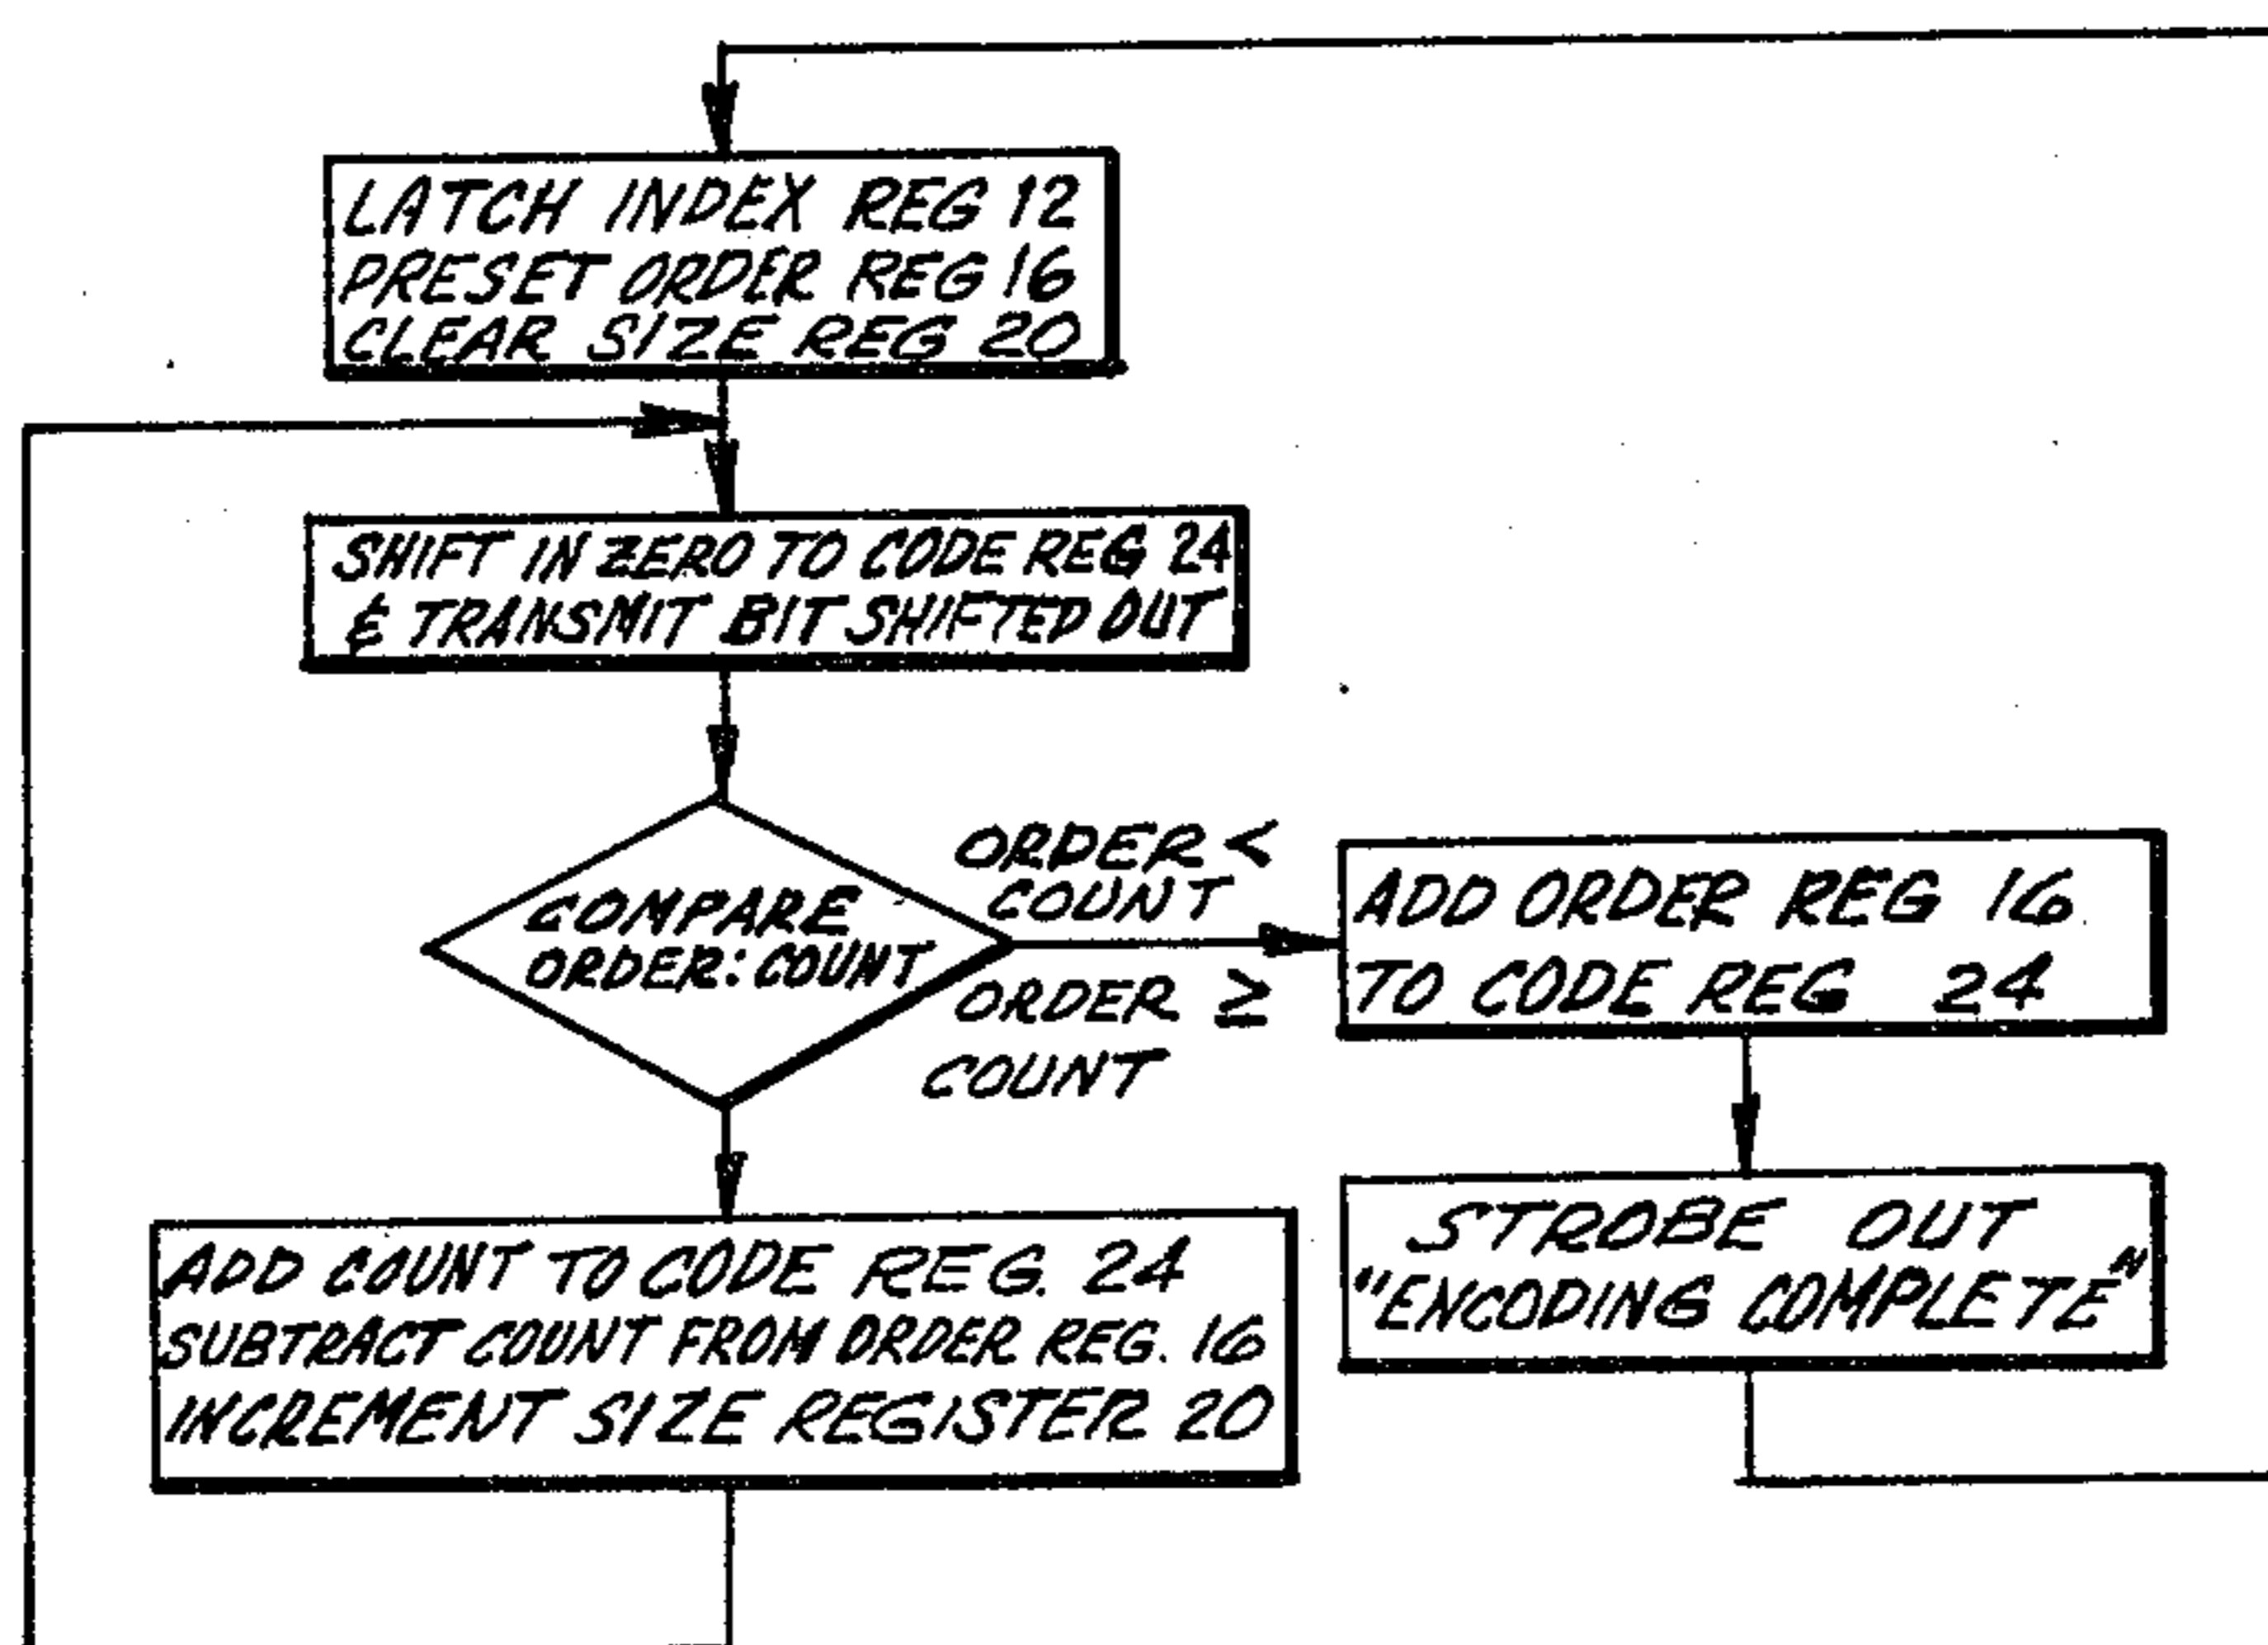 LATCH INDEX REG 12
PRESET ORDER REG 16
CLEAR SIZE REG 20
SHIFT IN ZERO TO CODE REG 24
& TRANSMIT BIT SHIFTED OUT
COMPARE
ORDER: COUNT
ORDER <
COUNT
ORDER ≥
COUNT
ADD ORDER REG 16
TO CODE REG 24
STROBE OUT
"ENCODING COMPLETE"
ADD COUNT TO CODE REG. 24
SUBTRACT COUNT FROM ORDER REG. 16
INCREMENT SIZE REGISTER 20